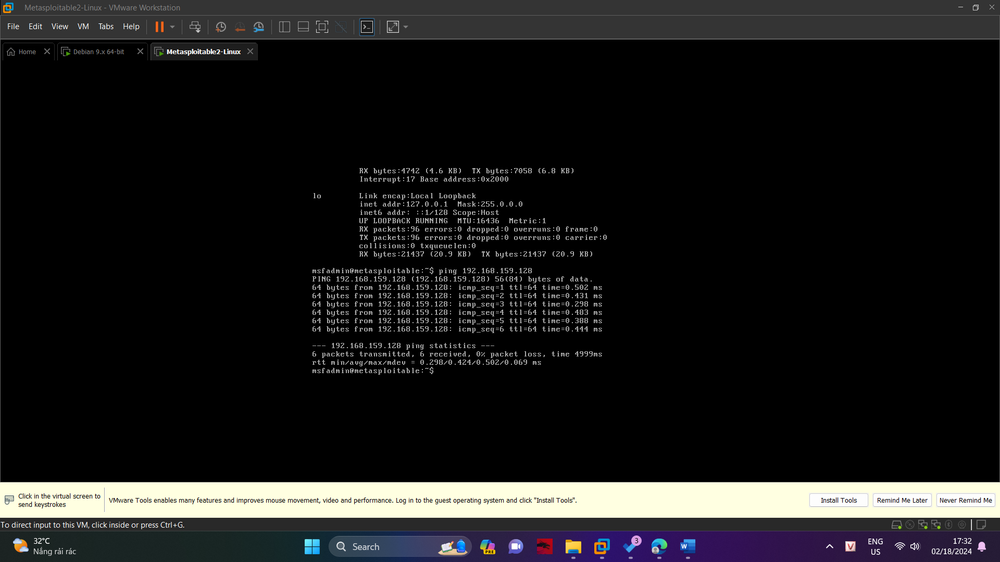 Metasploitable2-Linux - VMware Workstation
File Edit View VM Tabs Help
Home Debian 9.x 64-bit Metasploitable2-Linux
RX bytes:4742 (4.6 KB)  TX bytes:7058 (6.8 KB)
Interrupt:17 Base address:0x2000
lo        Link encap:Local Loopback
inet addr:127.0.0.1  Mask:255.0.0.0
inet6 addr: ::1/128 Scope:Host
UP LOOPBACK RUNNING  MTU:16436  Metric:1
RX packets:96 errors:0 dropped:0 overruns:0 frame:0
TX packets:96 errors:0 dropped:0 overruns:0 carrier:0
collisions:0 txqueuelen:0
RX bytes:21437 (20.9 KB)  TX bytes:21437 (20.9 KB)
msfadmin@metasploitable:~$ ping 192.168.159.128
PING 192.168.159.128 (192.168.159.128) 56(84) bytes of data.
64 bytes from 192.168.159.128: icmp_seq=1 ttl=64 time=0.502 ms
64 bytes from 192.168.159.128: icmp_seq=2 ttl=64 time=0.431 ms
64 bytes from 192.168.159.128: icmp_seq=3 ttl=64 time=0.298 ms
64 bytes from 192.168.159.128: icmp_seq=4 ttl=64 time=0.483 ms
64 bytes from 192.168.159.128: icmp_seq=5 ttl=64 time=0.388 ms
64 bytes from 192.168.159.128: icmp_seq=6 ttl=64 time=0.444 ms
--- 192.168.159.128 ping statistics ---
6 packets transmitted, 6 received, 0% packet loss, time 4999ms
rtt min/avg/max/mdev = 0.298/0.424/0.502/0.069 ms
msfadmin@metasploitable:~$
Click in the virtual screen to
send keystrokes
VMware Tools enables many features and improves mouse movement, video and performance. Log in to the guest operating system and click "Install Tools".
Install Tools Remind Me Later Never Remind Me
To direct input to this VM, click inside or press Ctrl+G.
32°C
Nắng rải rác
Search
PRE
3
W
V
ENG
US
17:32
02/18/2024